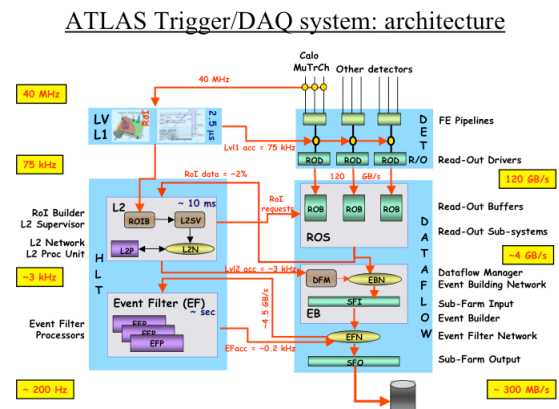 ATLAS Trigger/DAQ system: architecture
Calo
MuTrCh
Other detectors
40 MHz
40 MHz
LV
L1
RoI
2.5 µs
DET
R/O
FE Pipelines
Lvl1 acc = 75 kHz
ROD
ROD
ROD
Read-Out Drivers
75 kHz
RoI data = ~2%
120 GB/s
120 GB/s
L2
~ 10 ms
RoI
requests
ROIB
L2SV
ROB
ROB
ROB
Read-Out Buffers
RoI Builder
L2 Supervisor
ROS
Read-Out Sub-systems
L2 Network
L2 Proc Unit
L2P
L2N
HLT
DATAFLOW
~4 GB/s
~3 kHz
Lvl2 acc = ~3 kHz
DFM
EBN
Dataflow Manager
Event Building Network
Event Filter (EF)
~ sec
~4.5 GB/s
SFI
EB
Sub-Farm Input
Event Builder
Event Filter
Processors
EFP
EFP
EFP
EFN
Event Filter Network
EFacc = ~0.2 kHz
SFO
Sub-Farm Output
~ 200 Hz
~ 300 MB/s